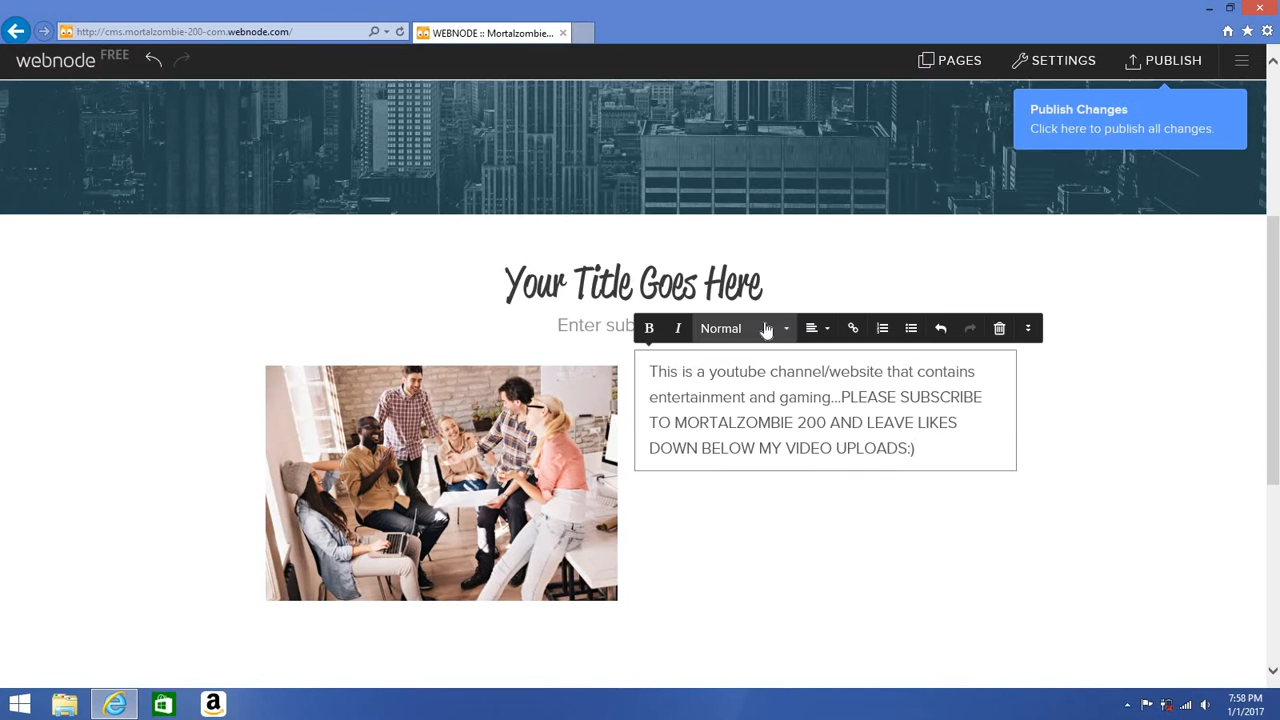 http://cms.mortalzombie-200-com.webnode.com/
WEBNODE :: Mortalzombie...
webnode FREE
PAGES
SETTINGS
PUBLISH
Publish Changes
Click here to publish all changes.
Your Title Goes Here
Enter sub
B I Normal
This is a youtube channel/website that contains
entertainment and gaming...PLEASE SUBSCRIBE
TO MORTALZOMBIE 200 AND LEAVE LIKES
DOWN BELOW MY VIDEO UPLOADS:)
7:58 PM
1/1/2017